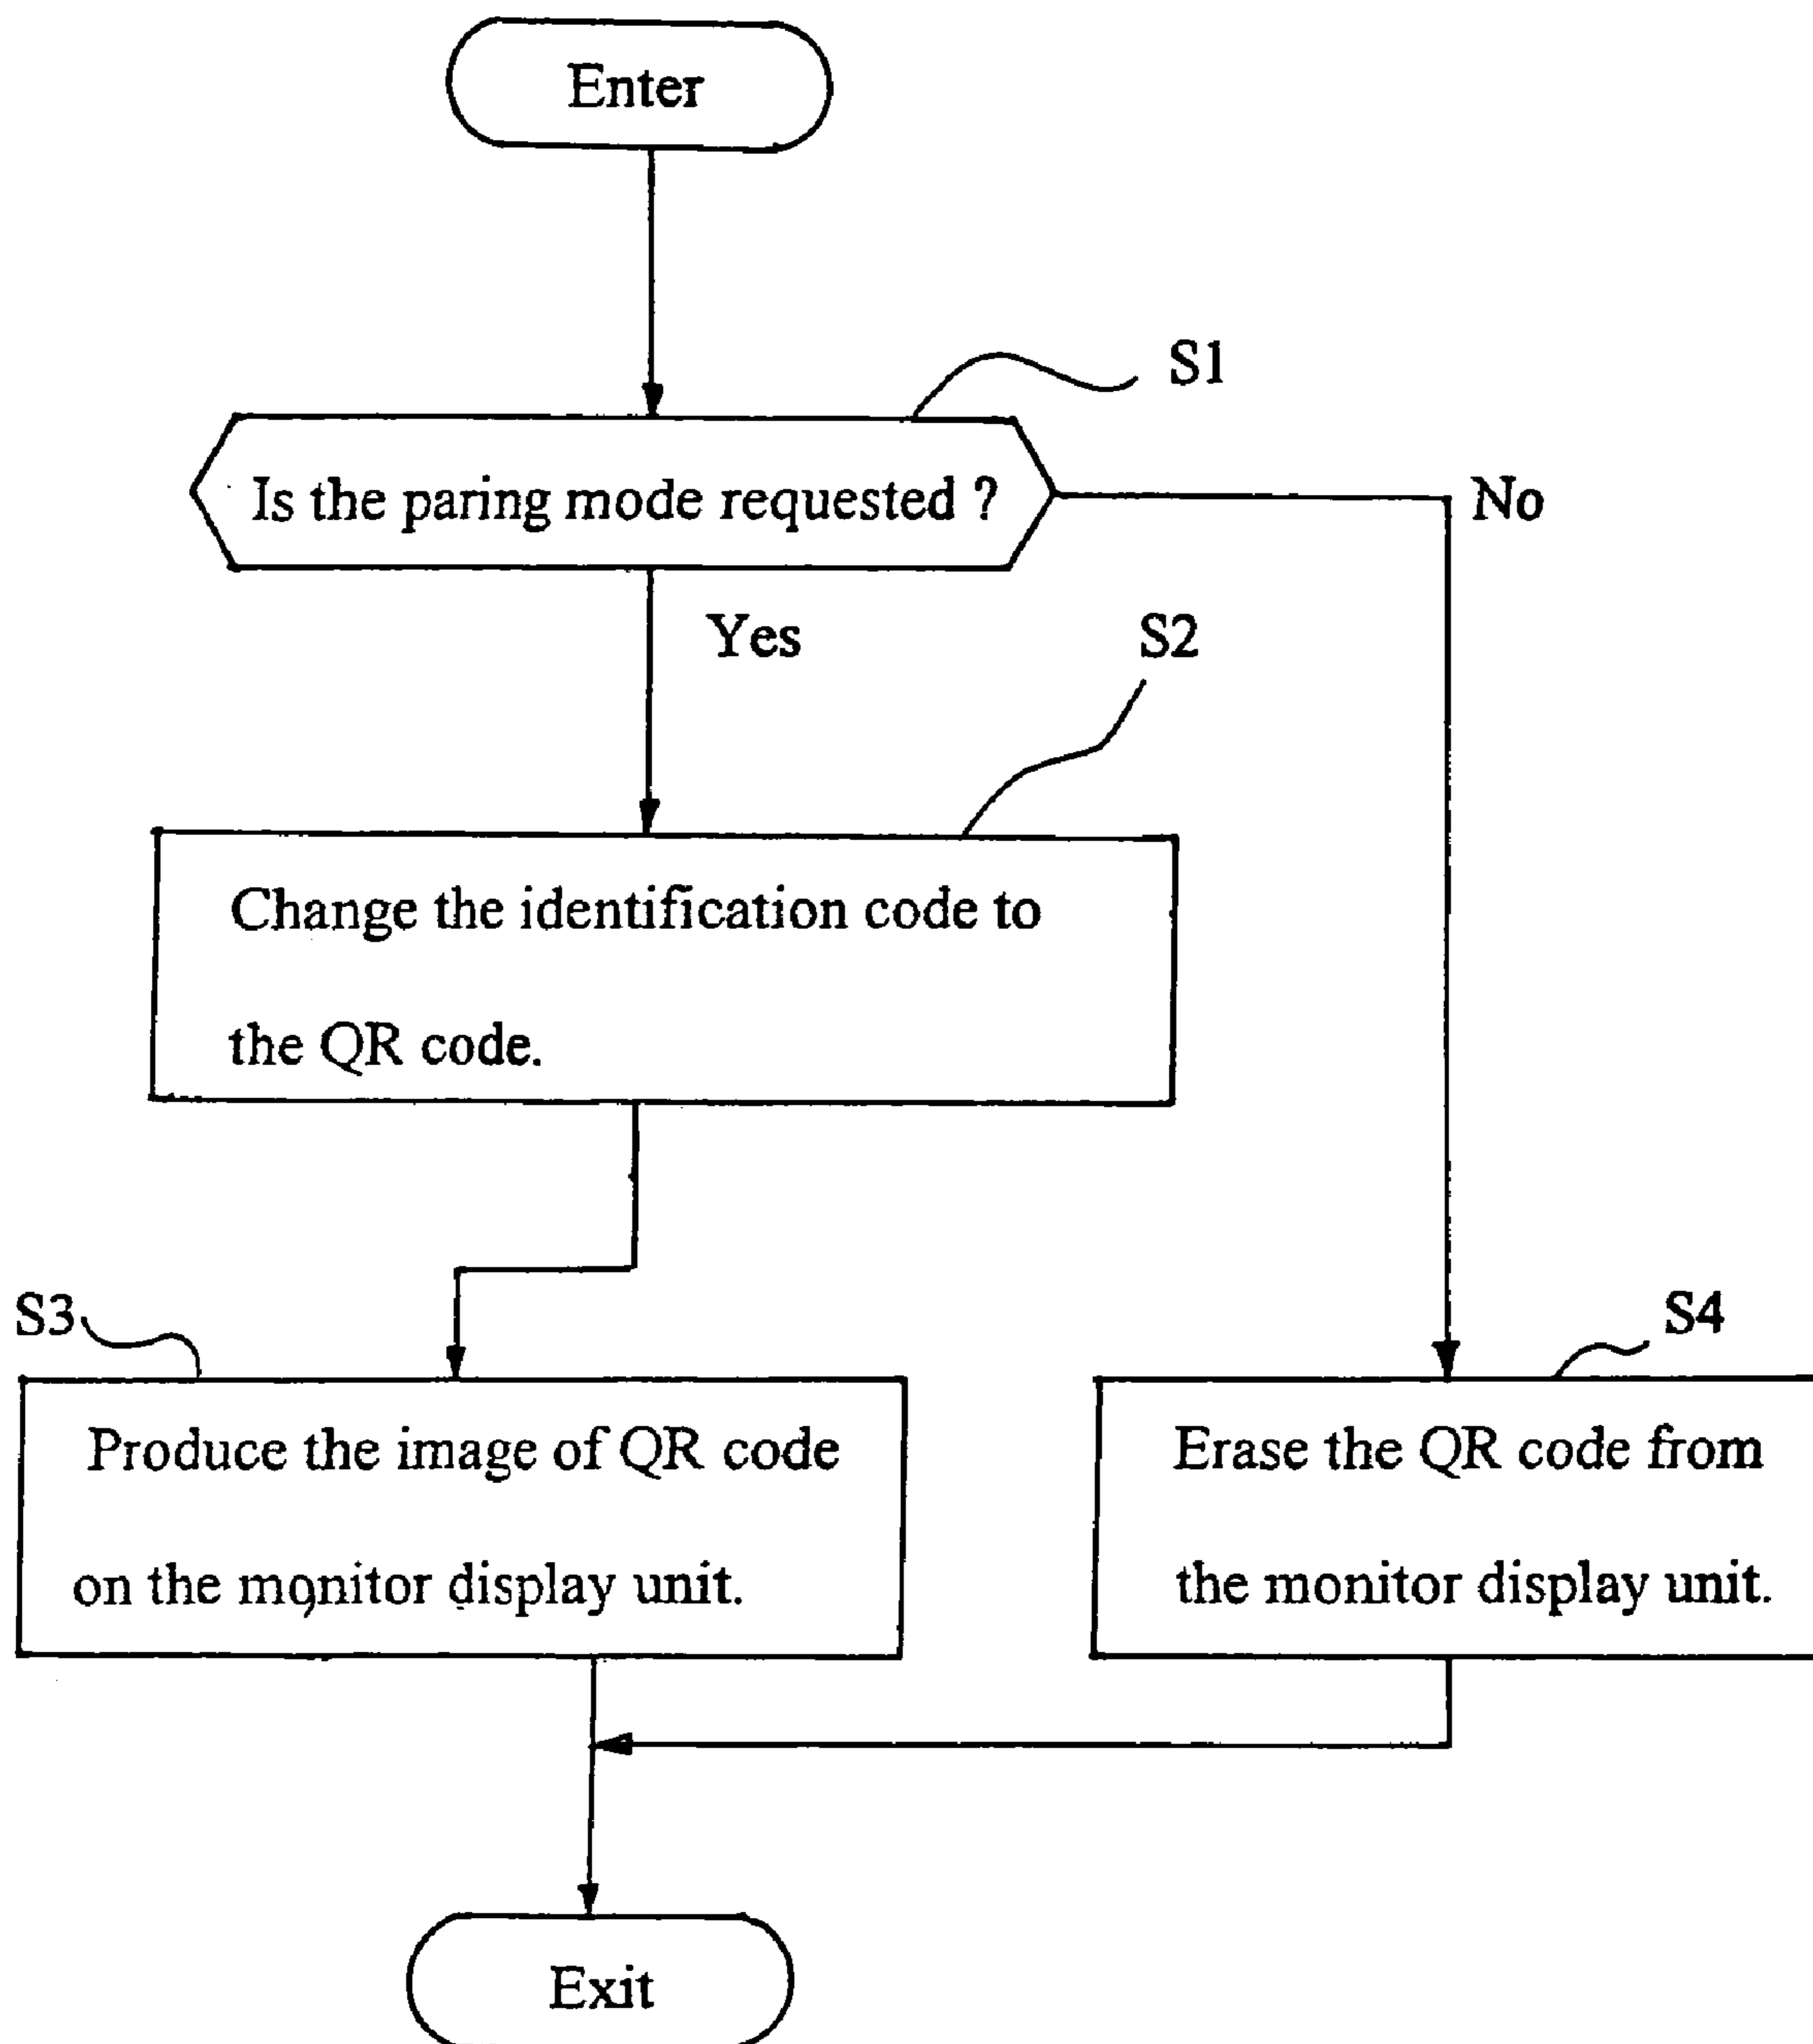 Enter
S1
Is the paring mode requested ?
No
Yes
S2
Change the identification code to
the QR code.
S3
S4
Produce the image of QR code
on the monitor display unit.
Erase the QR code from
the monitor display unit.
Exit